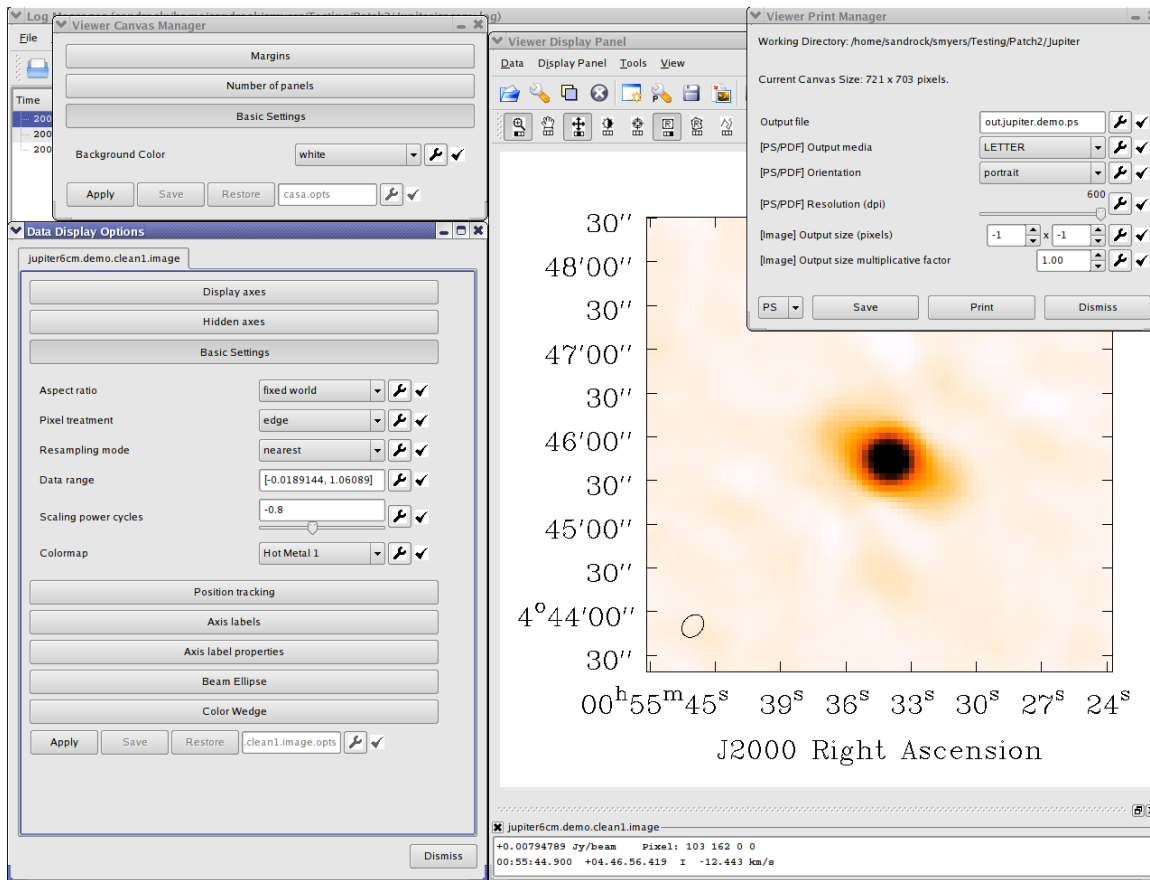 Viewer Canvas Manager
File
Time
200
200
200
Margins
Number of panels
Basic Settings
Background Color white
Apply Save Restore casa.opts
Data Display Options
jupiter6cm.demo.clean1.image
Display axes
Hidden axes
Basic Settings
Aspect ratio fixed world
Pixel treatment edge
Resampling mode nearest
Data range [-0.0189144, 1.06089]
Scaling power cycles -0.8
Colormap Hot Metal 1
Position tracking
Axis labels
Axis label properties
Beam Ellipse
Color Wedge
Apply Save Restore .clean1.image.opts
Dismiss
Viewer Display Panel
Data Display Panel Tools View
30″
48′00″
30″
47′00″
30″
46′00″
30″
45′00″
30″
4°44′00″
30″
00h55m45s 39s 36s 33s 30s 27s 24s
J2000 Right Ascension
jupiter6cm.demo.clean1.image
+0.00794789 Jy/beam Pixel: 103 162 0 0
00:55:44.900 +04.46.56.419 I -12.443 km/s
Viewer Print Manager
Working Directory: /home/sandrock/smyers/Testing/Patch2/Jupiter
Current Canvas Size: 721 x 703 pixels.
Output file out.jupiter.demo.ps
[PS/PDF] Output media LETTER
[PS/PDF] Orientation portrait
[PS/PDF] Resolution (dpi) 600
[Image] Output size (pixels) -1 x -1
[Image] Output size multiplicative factor 1.00
PS Save Print Dismiss